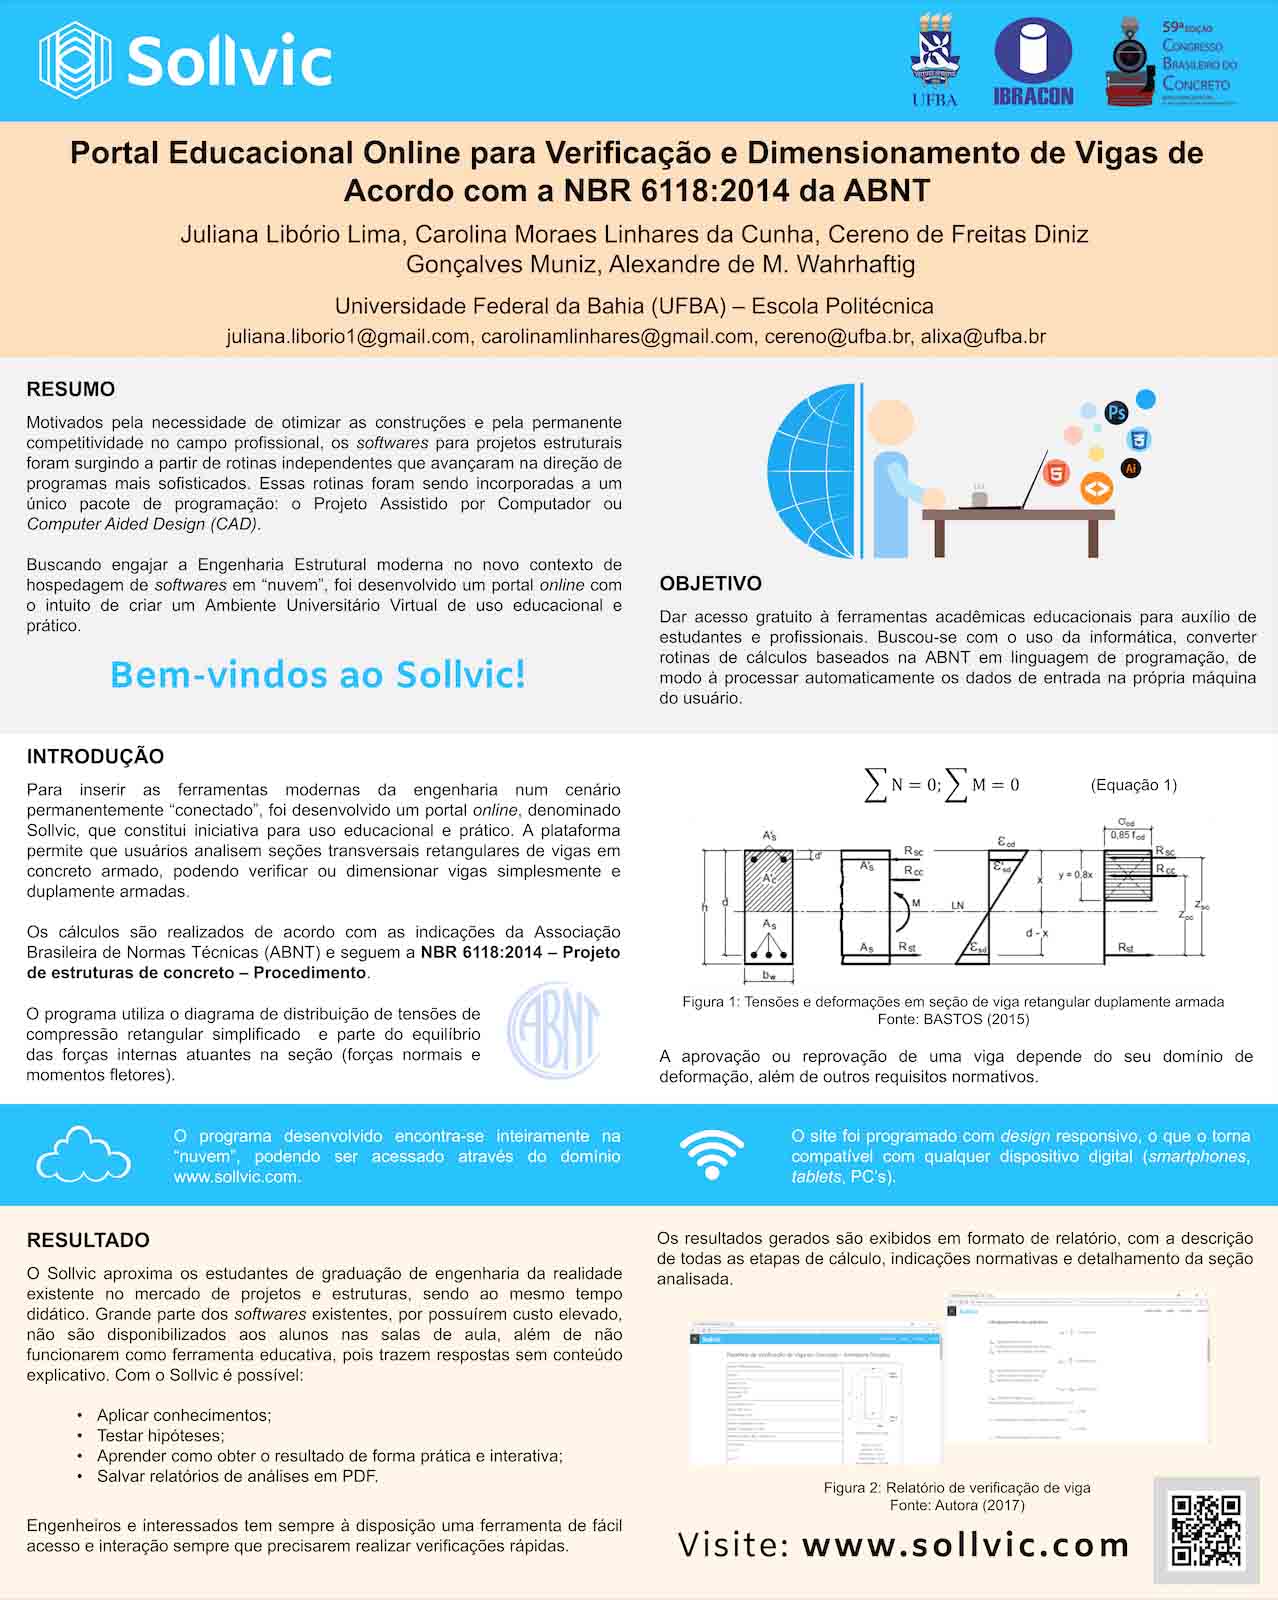 Sollvic
UFBA
IBRACON
59ª EDIÇÃO
CONGRESSO
BRASILEIRO DO
CONCRETO
Portal Educacional Online para Verificação e Dimensionamento de Vigas de
Acordo com a NBR 6118:2014 da ABNT
Juliana Libório Lima, Carolina Moraes Linhares da Cunha, Cereno de Freitas Diniz
Gonçalves Muniz, Alexandre de M. Wahrhaftig
Universidade Federal da Bahia (UFBA) – Escola Politécnica
juliana.liborio1@gmail.com, carolinamlinhares@gmail.com, cereno@ufba.br, alixa@ufba.br
RESUMO
Motivados pela necessidade de otimizar as construções e pela permanente
competitividade no campo profissional, os softwares para projetos estruturais
foram surgindo a partir de rotinas independentes que avançaram na direção de
programas mais sofisticados. Essas rotinas foram sendo incorporadas a um
único pacote de programação: o Projeto Assistido por Computador ou
Computer Aided Design (CAD).
Buscando engajar a Engenharia Estrutural moderna no novo contexto de
hospedagem de softwares em “nuvem”, foi desenvolvido um portal online com
o intuito de criar um Ambiente Universitário Virtual de uso educacional e
prático.
Bem-vindos ao Sollvic!
Ps
3
5
Ai
OBJETIVO
Dar acesso gratuito à ferramentas acadêmicas educacionais para auxílio de
estudantes e profissionais. Buscou-se com o uso da informática, converter
rotinas de cálculos baseados na ABNT em linguagem de programação, de
modo à processar automaticamente os dados de entrada na própria máquina
do usuário.
INTRODUÇÃO
Para inserir as ferramentas modernas da engenharia num cenário
permanentemente “conectado”, foi desenvolvido um portal online, denominado
Sollvic, que constitui iniciativa para uso educacional e prático. A plataforma
permite que usuários analisem seções transversais retangulares de vigas em
concreto armado, podendo verificar ou dimensionar vigas simplesmente e
duplamente armadas.
Os cálculos são realizados de acordo com as indicações da Associação
Brasileira de Normas Técnicas (ABNT) e seguem a NBR 6118:2014 – Projeto
de estruturas de concreto – Procedimento.
O programa utiliza o diagrama de distribuição de tensões de
compressão retangular simplificado e parte do equilíbrio
das forças internas atuantes na seção (forças normais e
momentos fletores).
ABNT
∑ N = 0; ∑ M = 0 (Equação 1)
A's d' A'c h d As bw
A's Rsc Rcc M As Rst
εcd ε's d LN εsd x d - x
σcd 0,85 fcd y = 0,8x Rsc Rcc Rst Zcc Zsc
Figura 1: Tensões e deformações em seção de viga retangular duplamente armada
Fonte: BASTOS (2015)
A aprovação ou reprovação de uma viga depende do seu domínio de
deformação, além de outros requisitos normativos.
O programa desenvolvido encontra-se inteiramente na
“nuvem”, podendo ser acessado através do domínio
www.sollvic.com.
O site foi programado com design responsivo, o que o torna
compatível com qualquer dispositivo digital (smartphones,
tablets, PC’s).
RESULTADO
O Sollvic aproxima os estudantes de graduação de engenharia da realidade
existente no mercado de projetos e estruturas, sendo ao mesmo tempo
didático. Grande parte dos softwares existentes, por possuírem custo elevado,
não são disponibilizados aos alunos nas salas de aula, além de não
funcionarem como ferramenta educativa, pois trazem respostas sem conteúdo
explicativo. Com o Sollvic é possível:
• Aplicar conhecimentos;
• Testar hipóteses;
• Aprender como obter o resultado de forma prática e interativa;
• Salvar relatórios de análises em PDF.
Engenheiros e interessados tem sempre à disposição uma ferramenta de fácil
acesso e interação sempre que precisarem realizar verificações rápidas.
Os resultados gerados são exibidos em formato de relatório, com a descrição
de todas as etapas de cálculo, indicações normativas e detalhamento da seção
analisada.
Sollvic
Figura 2: Relatório de verificação de viga
Fonte: Autora (2017)
Visite: www.sollvic.com